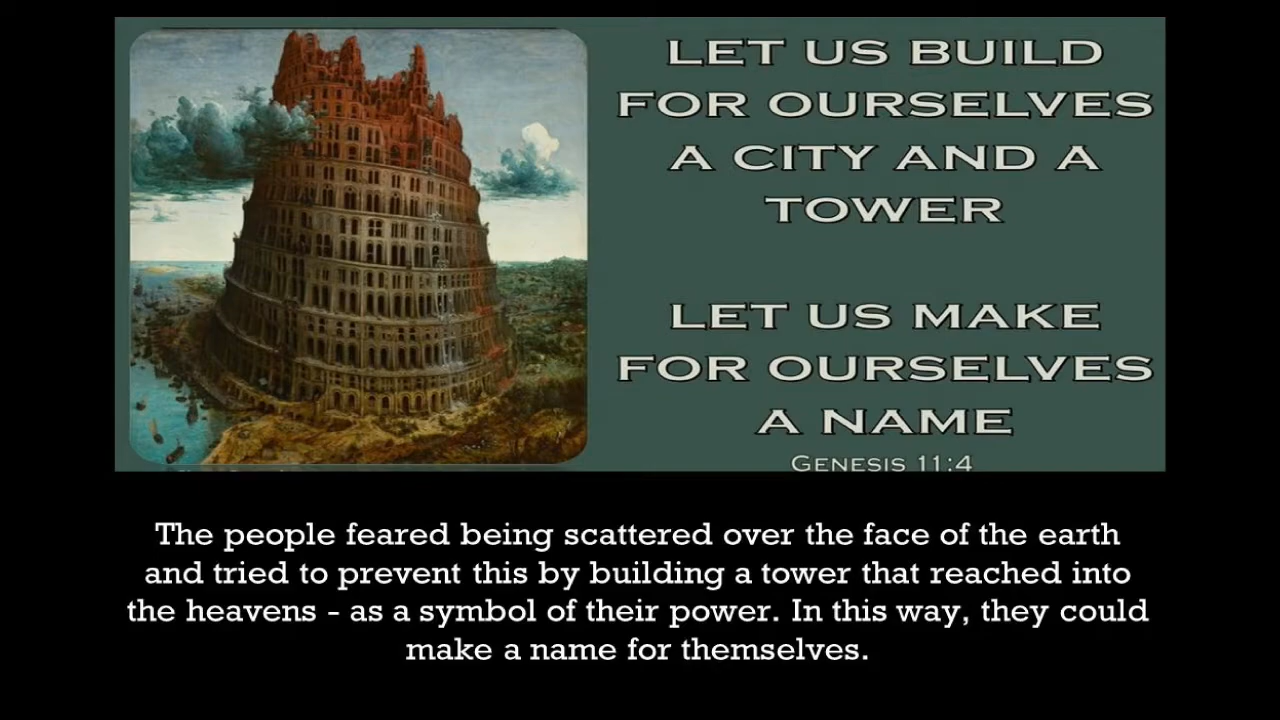 LET US BUILD
FOR OURSELVES
A CITY AND A
TOWER
LET US MAKE
FOR OURSELVES
A NAME
GENESIS 11:4
The people feared being scattered over the face of the earth
and tried to prevent this by building a tower that reached into
the heavens - as a symbol of their power. In this way, they could
make a name for themselves.